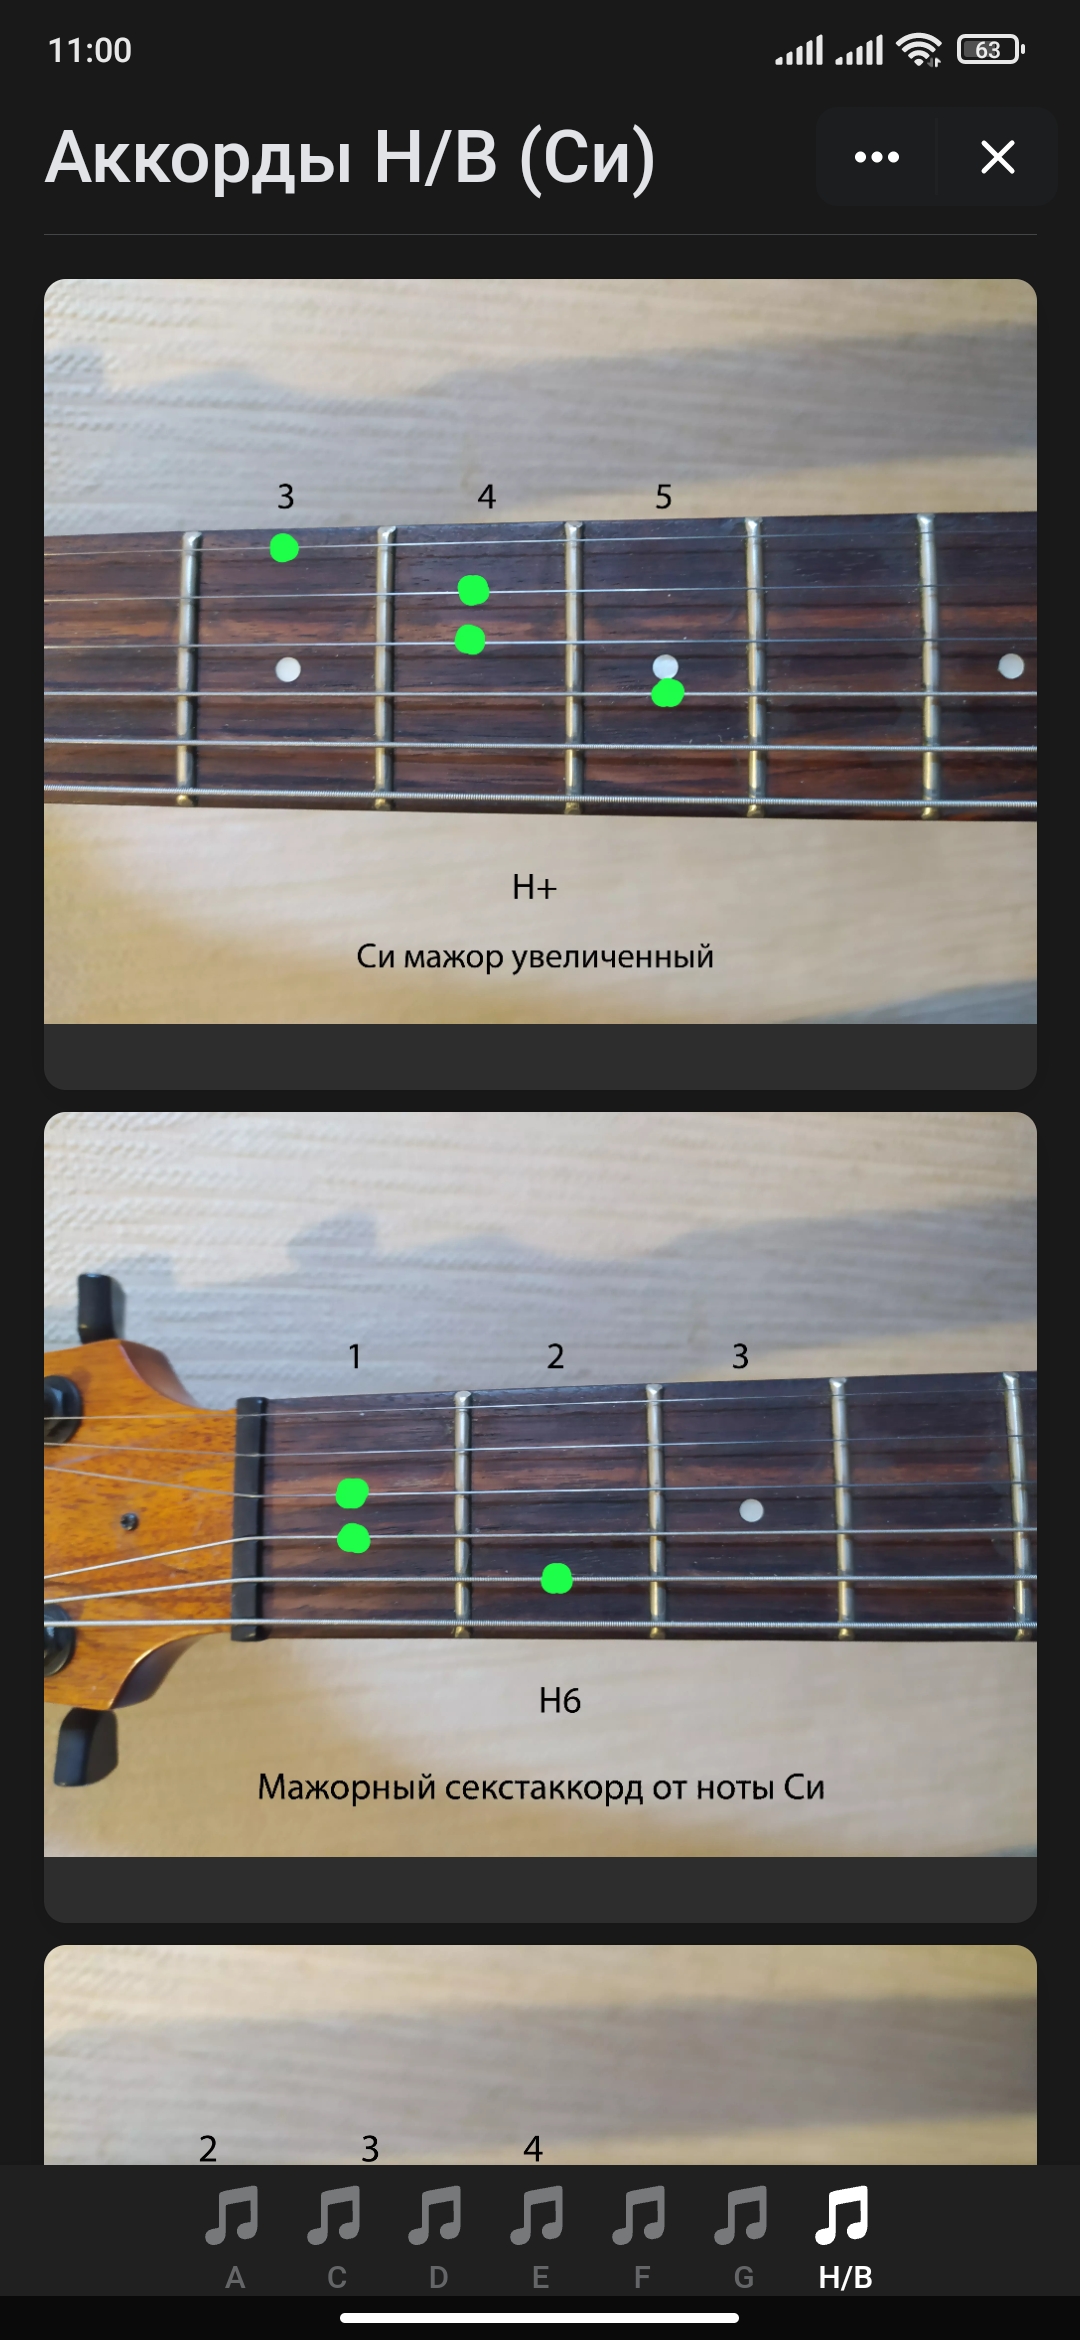 11:00
63
Аккорды H/B (Си)
3 4 5
H+
Си мажор увеличенный
1 2 3
H6
Мажорный секстаккорд от ноты Си
2 3 4
A C D E F G H/B